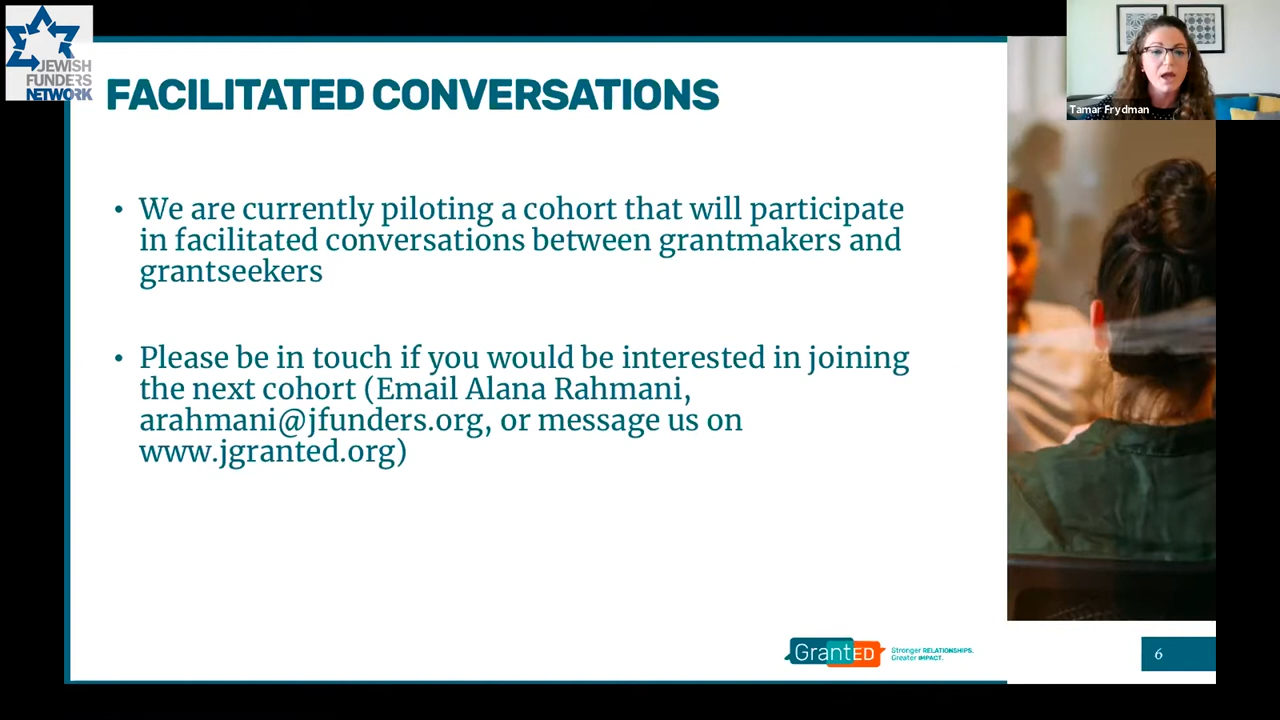 JEWISH
FUNDERS
NETWORK
FACILITATED CONVERSATIONS
Tamar Frydman
• We are currently piloting a cohort that will participate
in facilitated conversations between grantmakers and
grantseekers
• Please be in touch if you would be interested in joining
the next cohort (Email Alana Rahmani,
arahmani@jfunders.org, or message us on
www.jgranted.org)
GrantED
Stronger RELATIONSHIPS.
Greater IMPACT.
6